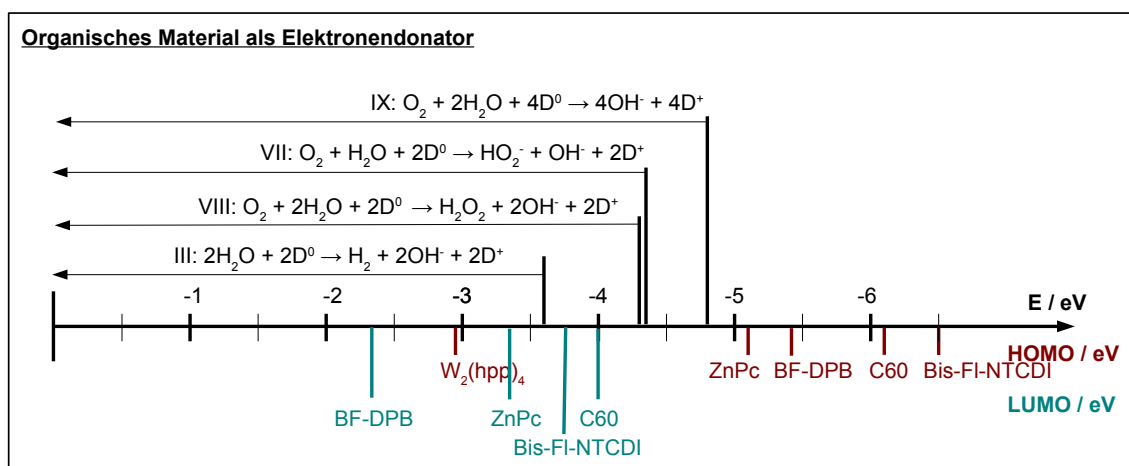 Organisches Material als Elektronendonator
IX: O₂ + 2H₂O + 4D⁰ → 4OH⁻ + 4D⁺
VII: O₂ + H₂O + 2D⁰ → HO₂⁻ + OH⁻ + 2D⁺
VIII: O₂ + 2H₂O + 2D⁰ → H₂O₂ + 2OH⁻ + 2D⁺
III: 2H₂O + 2D⁰ → H₂ + 2OH⁻ + 2D⁺
-1 -2 -3 -4 -5 -6 E / eV
HOMO / eV
W₂(hpp)₄ ZnPc BF-DPB C60 Bis-Fl-NTCDI
LUMO / eV
BF-DPB ZnPc C60
Bis-Fl-NTCDI